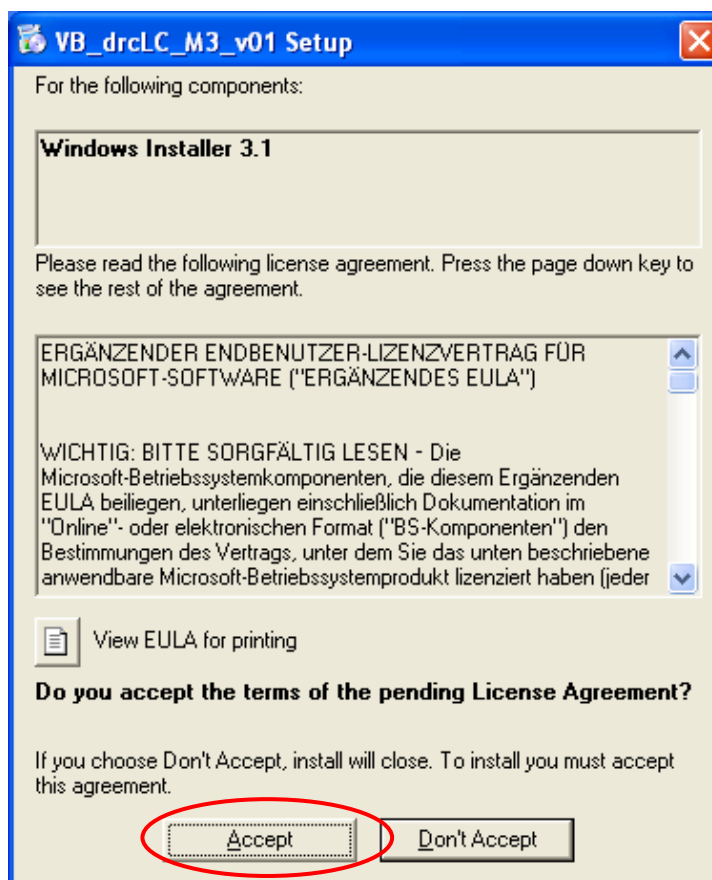 VB_drcLC_M3_v01 Setup
For the following components:
Windows Installer 3.1
Please read the following license agreement. Press the page down key to
see the rest of the agreement.
ERGÄNZENDER ENDBENUTZER-LIZENZVERTRAG FÜR
MICROSOFT-SOFTWARE ("ERGÄNZENDES EULA")
WICHTIG: BITTE SORGFÄLTIG LESEN - Die
Microsoft-Betriebssystemkomponenten, die diesem Ergänzenden
EULA beiliegen, unterliegen einschließlich Dokumentation im
"Online"- oder elektronischen Format ("BS-Komponenten") den
Bestimmungen des Vertrags, unter dem Sie das unten beschriebene
anwendbare Microsoft-Betriebssystemprodukt lizenziert haben (jeder
View EULA for printing
Do you accept the terms of the pending License Agreement?
If you choose Don't Accept, install will close. To install you must accept
this agreement.
Accept
Don't Accept